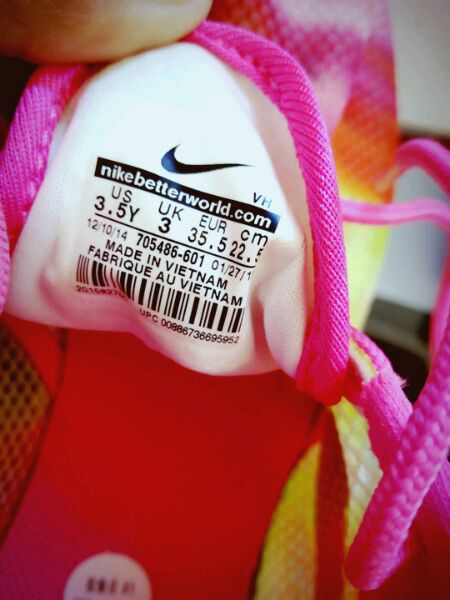 VH
nikebetterworld.com
US UK EUR cm
3.5Y 3 35.5 22.5
12/10/14 705486-601 01/27/1
MADE IN VIETNAM
FABRIQUE AU VIETNAM
UPC 00886736695952